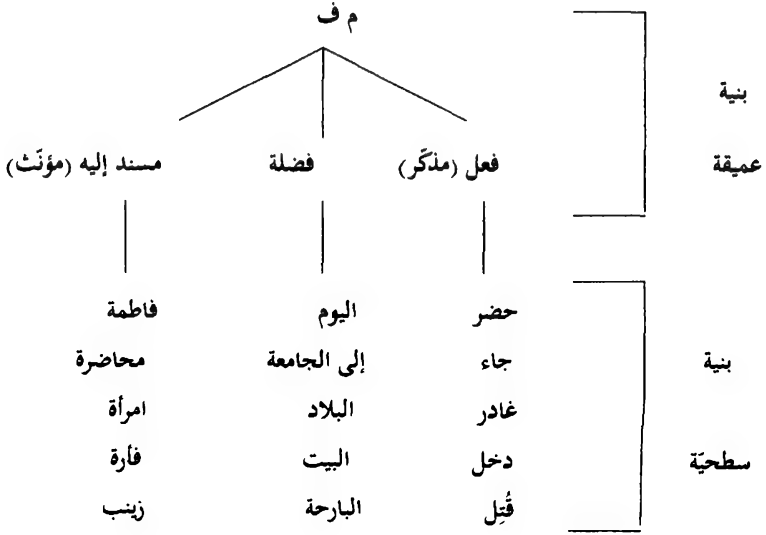 م ف
بنية
عميقة
فعل (مذكّر) فضلة مسند إليه (مؤنّث)
حضر اليوم فاطمة
بنية
جاء إلى الجامعة محاضرة
غادر البلاد امرأة
سطحيّة
دخل البيت فأرة
قُتِل البارحة زينب